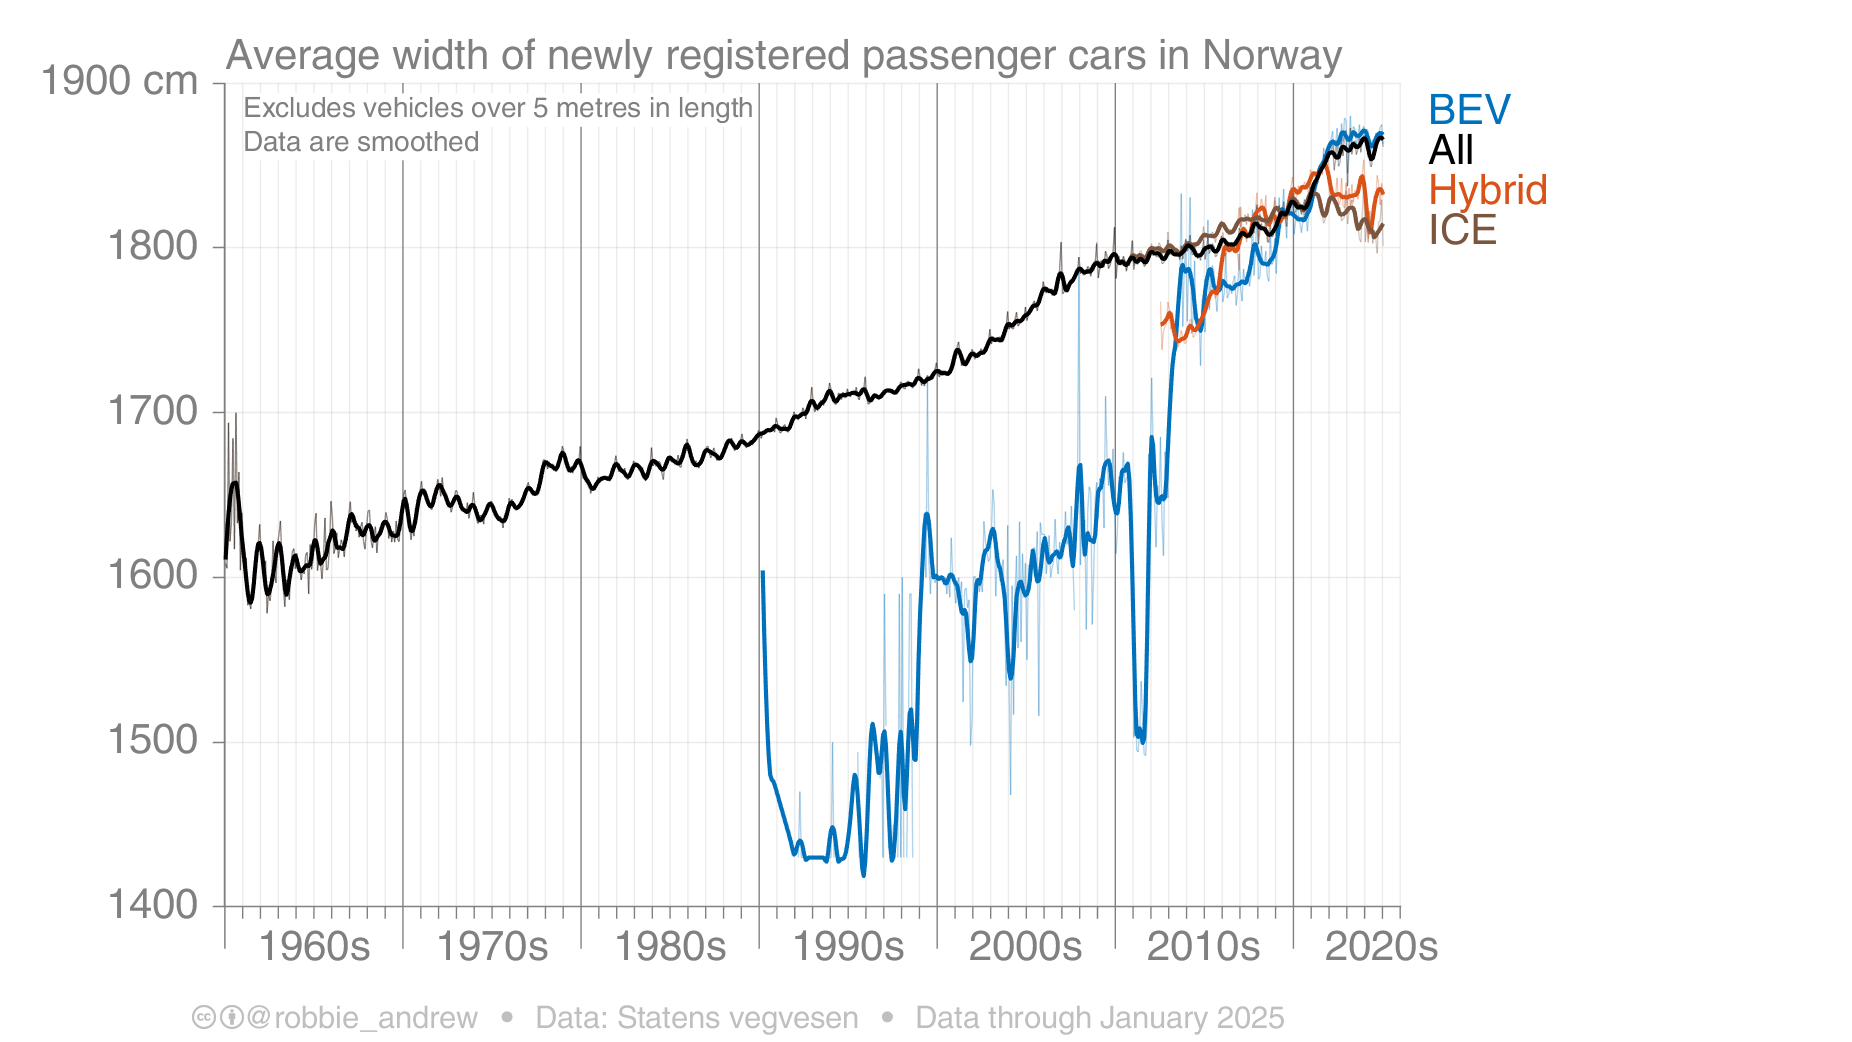 Average width of newly registered passenger cars in Norway
1900 cm
Excludes vehicles over 5 metres in length
Data are smoothed
BEV
All
Hybrid
ICE
1800
1700
1600
1500
1400
1960s 1970s 1980s 1990s 2000s 2010s 2020s
cc @robbie_andrew • Data: Statens vegvesen • Data through January 2025